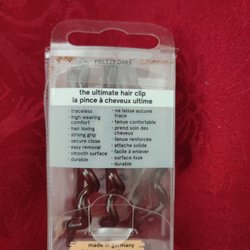 PRETTY DARK
the ultimate hair clip
la pince à cheveux ultime
· traceless
· high wearing
comfort
· hair loving
· strong grip
· secure close
· easy removal
· smooth surface
· durable
· ne laisse aucune
trace
· tenue confortable
· prend soin des
cheveux
· tenue renforcée
· attache solide
· facile à enlever
· surface lisse
· durable
made in germany